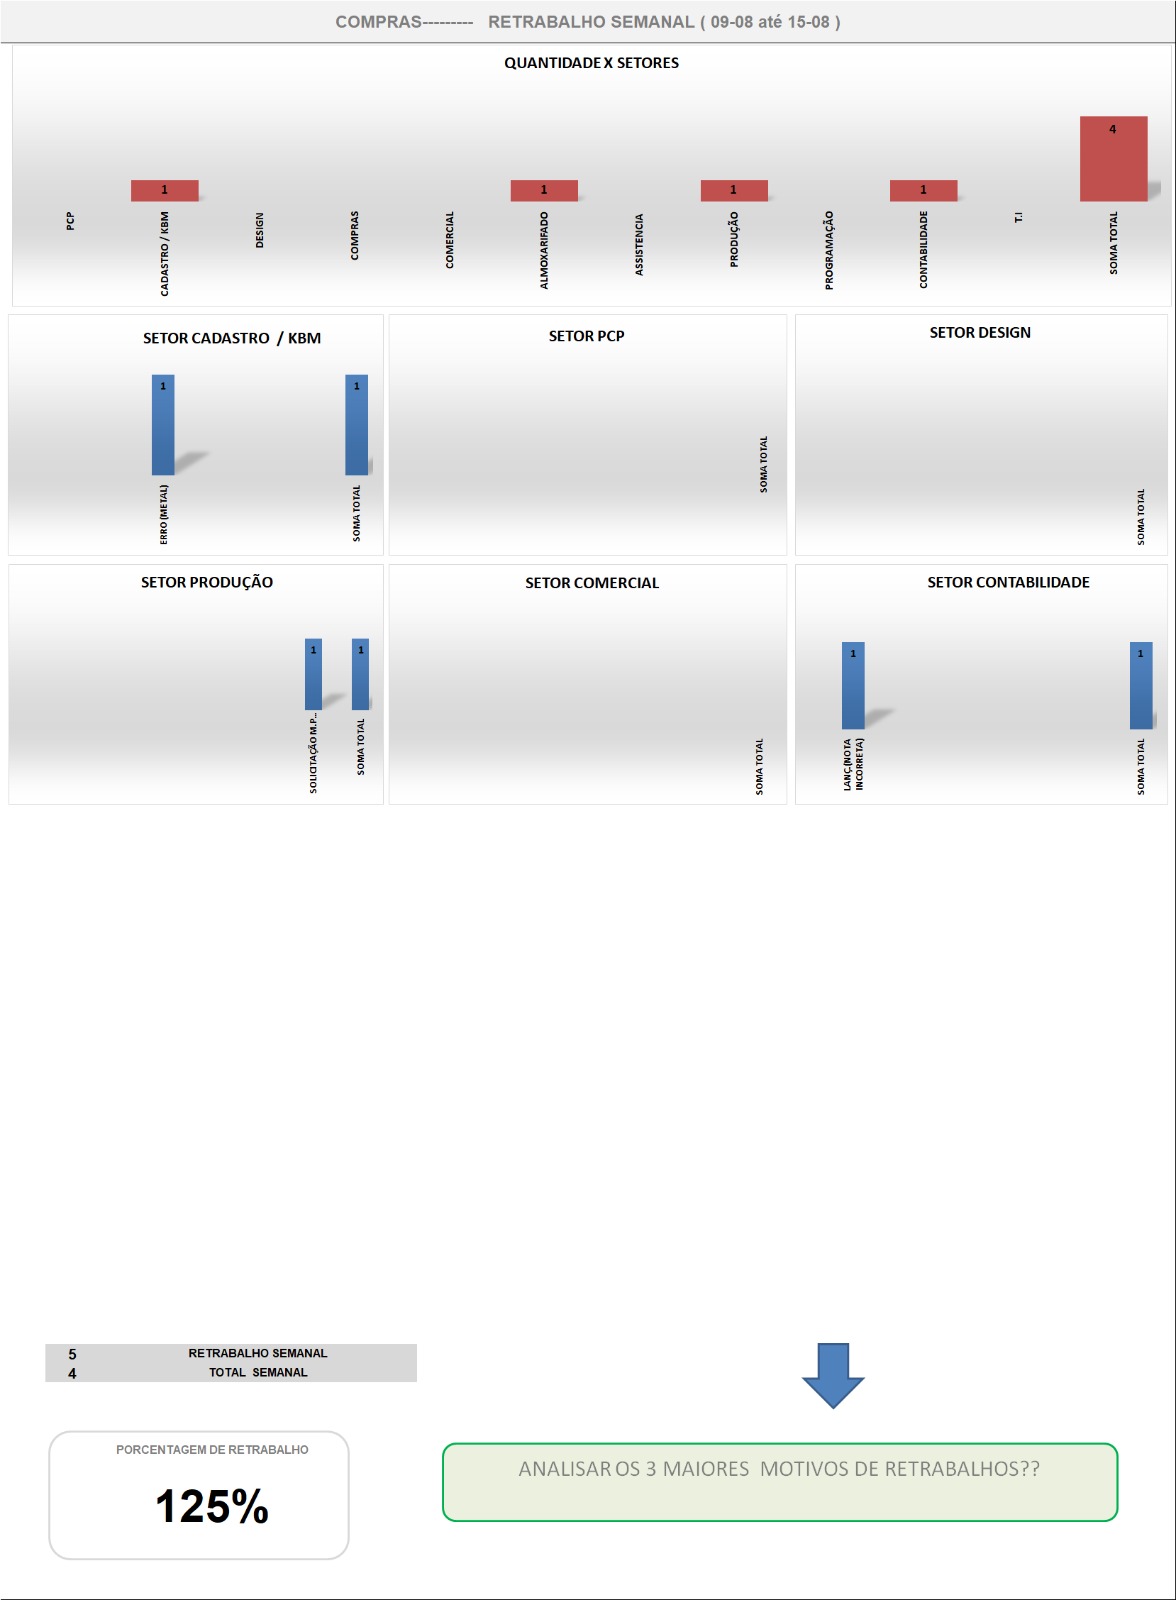 COMPRAS---------   RETRABALHO SEMANAL ( 09-08 até 15-08 )
QUANTIDADE X SETORES
1
1
1
1
4
PCP
CADASTRO / KBM
DESIGN
COMPRAS
COMERCIAL
ALMOXARIFADO
ASSISTENCIA
PRODUÇÃO
PROGRAMAÇÃO
CONTABILIDADE
T.I
SOMA TOTAL
SETOR CADASTRO  / KBM
1
1
ERRO (METAL)
SOMA TOTAL
SETOR PCP
SOMA TOTAL
SETOR DESIGN
SOMA TOTAL
SETOR PRODUÇÃO
1
1
SOLICITAÇÃO M.P...
SOMA TOTAL
SETOR COMERCIAL
SOMA TOTAL
SETOR CONTABILIDADE
1
1
LANÇ.(NOTA
INCORRETA)
SOMA TOTAL
5 RETRABALHO SEMANAL
4 TOTAL  SEMANAL
PORCENTAGEM DE RETRABALHO
125%
ANALISAR OS 3 MAIORES  MOTIVOS DE RETRABALHOS??